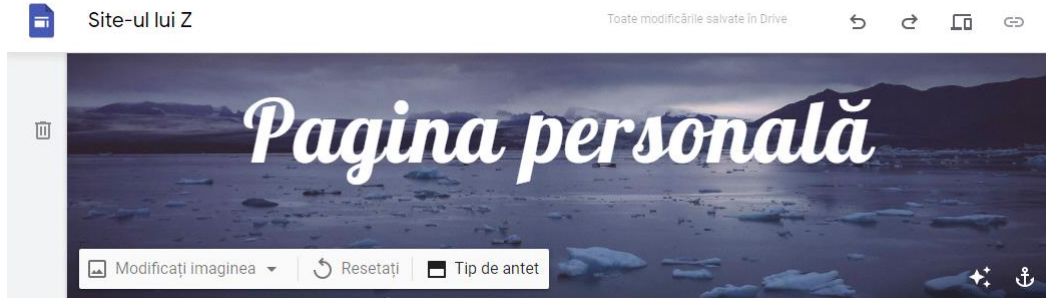 Site-ul lui Z
Toate modificările salvate în Drive
Pagina personală
Modificați imaginea
Resetați
Tip de antet